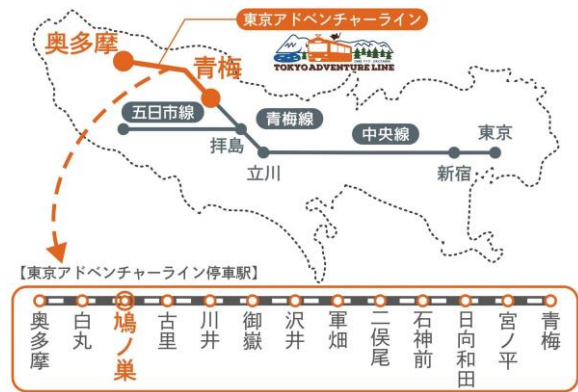 東京アドベンチャーライン
奥多摩
青梅
TOKYO ADVENTURE LINE
五日市線
青梅線
中央線
東京
拝島
立川
新宿
【東京アドベンチャーライン停車駅】
奥多摩
白丸
鳩ノ巣
古里
川井
御嶽
沢井
軍畑
二俣尾
石神前
日向和田
宮ノ平
青梅